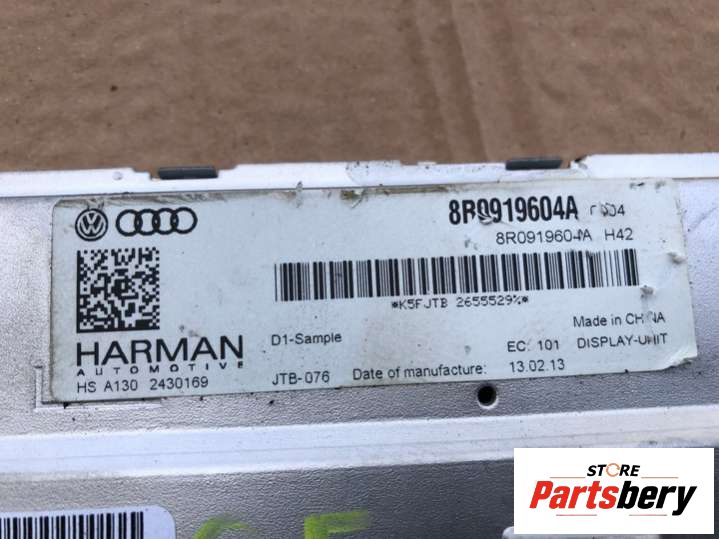 8R0919604A
8R0919604A H42
*K5FJTB 2655529%*
D1-Sample
Made in CHINA
HARMAN
AUTOMOTIVE
EC: 101 DISPLAY-UNIT
HS A130 2430169
JTB-076 Date of manufacture: 13.02.13
STORE
Partsbery